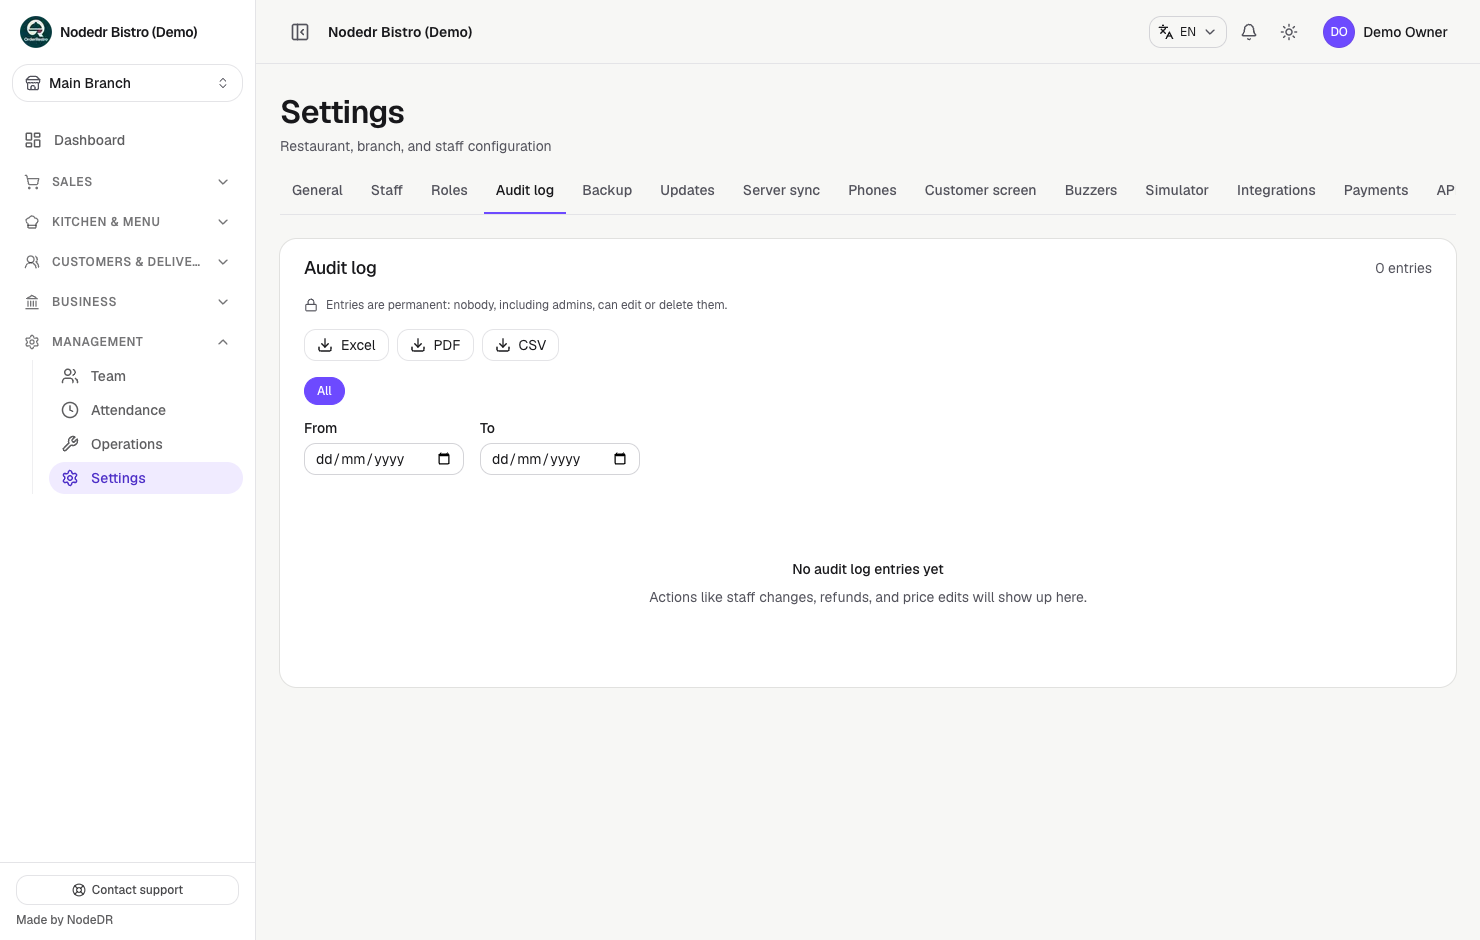 Nodedr Bistro (Demo)
Main Branch
Dashboard
SALES
KITCHEN & MENU
CUSTOMERS & DELIVE...
BUSINESS
MANAGEMENT
Team
Attendance
Operations
Settings
Contact support
Made by NodeDR
Nodedr Bistro (Demo)
EN
DO
Demo Owner
Settings
Restaurant, branch, and staff configuration
General Staff Roles Audit log Backup Updates Server sync Phones Customer screen Buzzers Simulator Integrations Payments AP
Audit log
0 entries
Entries are permanent: nobody, including admins, can edit or delete them.
Excel PDF CSV
All
From To
dd/mm/yyyy dd/mm/yyyy
No audit log entries yet
Actions like staff changes, refunds, and price edits will show up here.